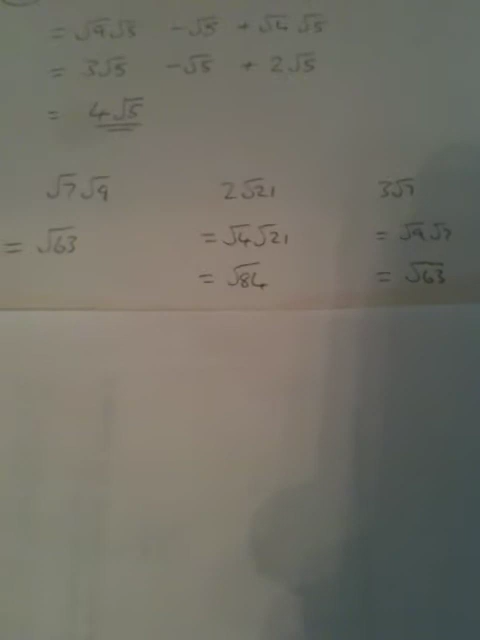 = √9√5 -√5 + √4√5
= 3√5 -√5 + 2√5
= 4√5
√7√9 2√21 3√7
= √63 = √4√21 = √9√7
= √84 = √63